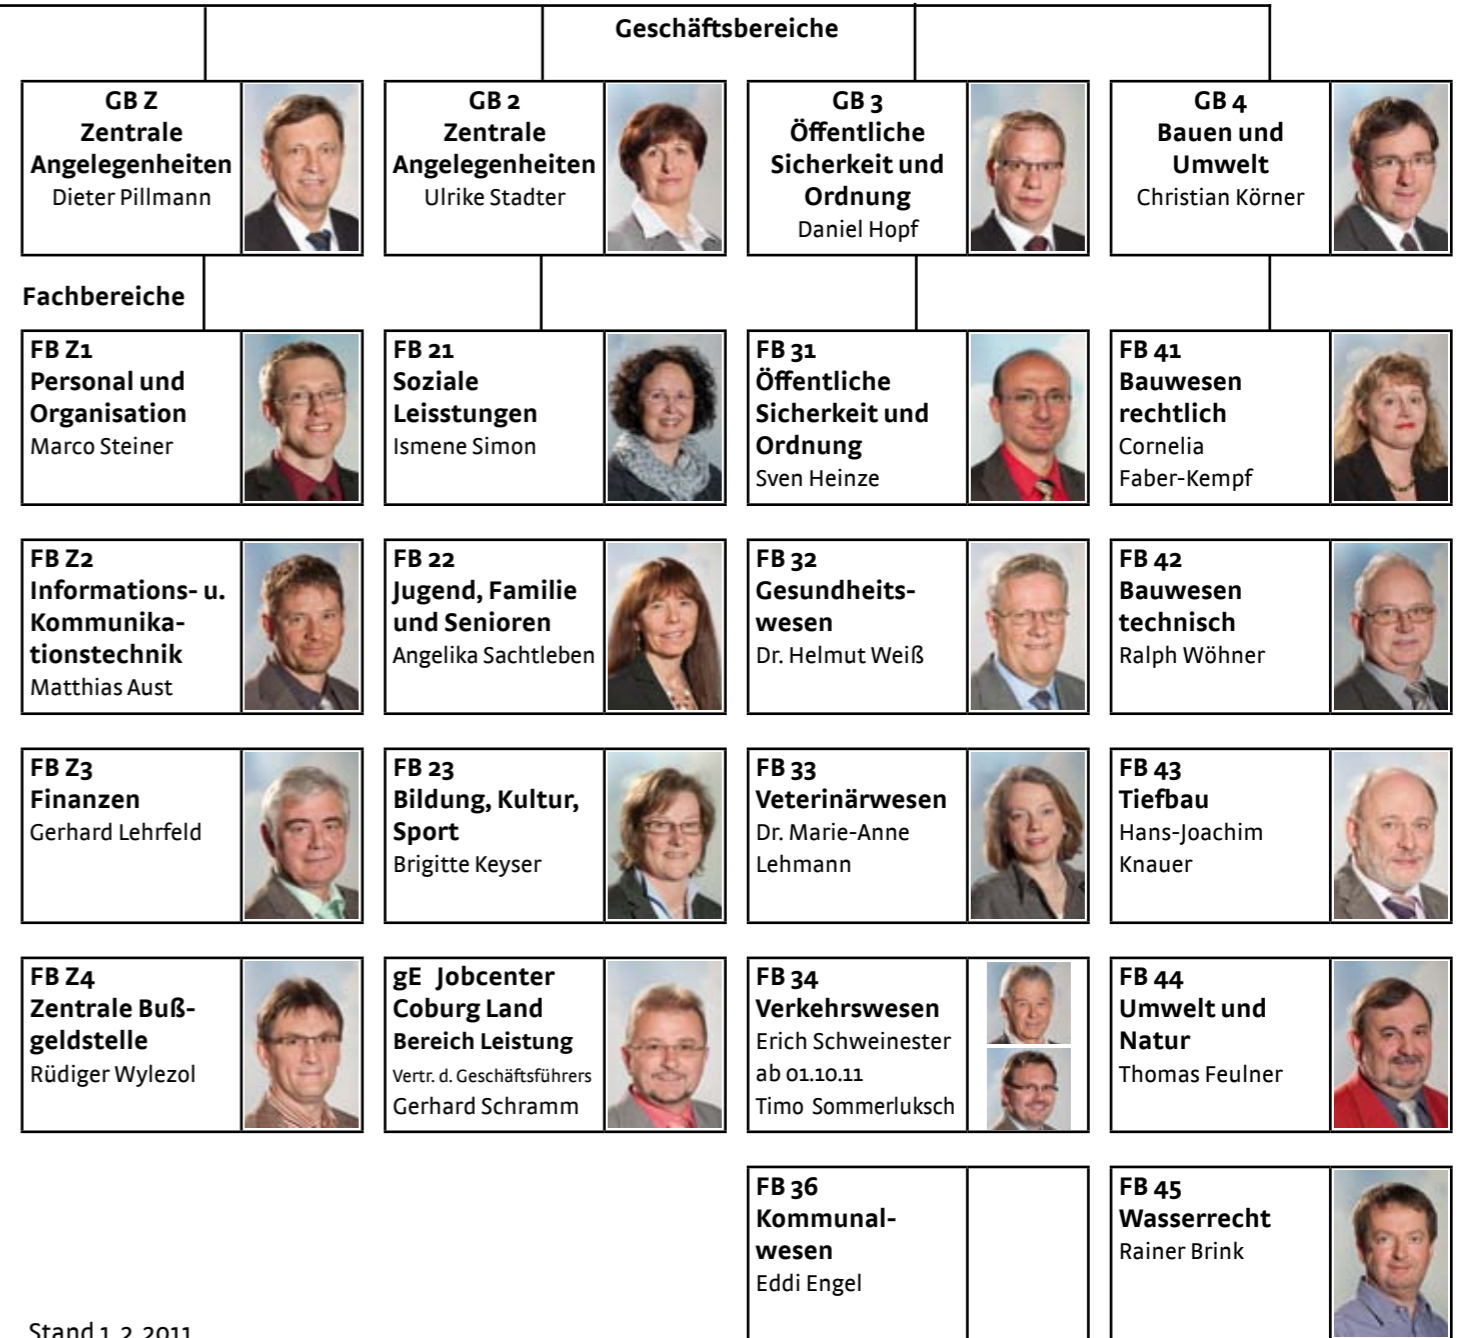 Geschäftsbereiche
GB Z
Zentrale
Angelegenheiten
Dieter Pillmann
GB 2
Zentrale
Angelegenheiten
Ulrike Stadter
GB 3
Öffentliche
Sicherkeit und
Ordnung
Daniel Hopf
GB 4
Bauen und
Umwelt
Christian Körner
Fachbereiche
FB Z1
Personal und
Organisation
Marco Steiner
FB 21
Soziale
Leisstungen
Ismene Simon
FB 31
Öffentliche
Sicherkeit und
Ordnung
Sven Heinze
FB 41
Bauwesen
rechtlich
Cornelia
Faber-Kempf
FB Z2
Informations- u.
Kommunika-
tionstechnik
Matthias Aust
FB 22
Jugend, Familie
und Senioren
Angelika Sachtleben
FB 32
Gesundheits-
wesen
Dr. Helmut Weiß
FB 42
Bauwesen
technisch
Ralph Wöhner
FB Z3
Finanzen
Gerhard Lehrfeld
FB 23
Bildung, Kultur,
Sport
Brigitte Keyser
FB 33
Veterinärwesen
Dr. Marie-Anne
Lehmann
FB 43
Tiefbau
Hans-Joachim
Knauer
FB Z4
Zentrale Buß-
geldstelle
Rüdiger Wylezol
gE Jobcenter
Coburg Land
Bereich Leistung
Vertr. d. Geschäftsführers
Gerhard Schramm
FB 34
Verkehrswesen
Erich Schweinester
ab 01.10.11
Timo Sommerluksch
FB 44
Umwelt und
Natur
Thomas Feulner
FB 36
Kommunal-
wesen
Eddi Engel
FB 45
Wasserrecht
Rainer Brink
Stand 1. 2. 2011